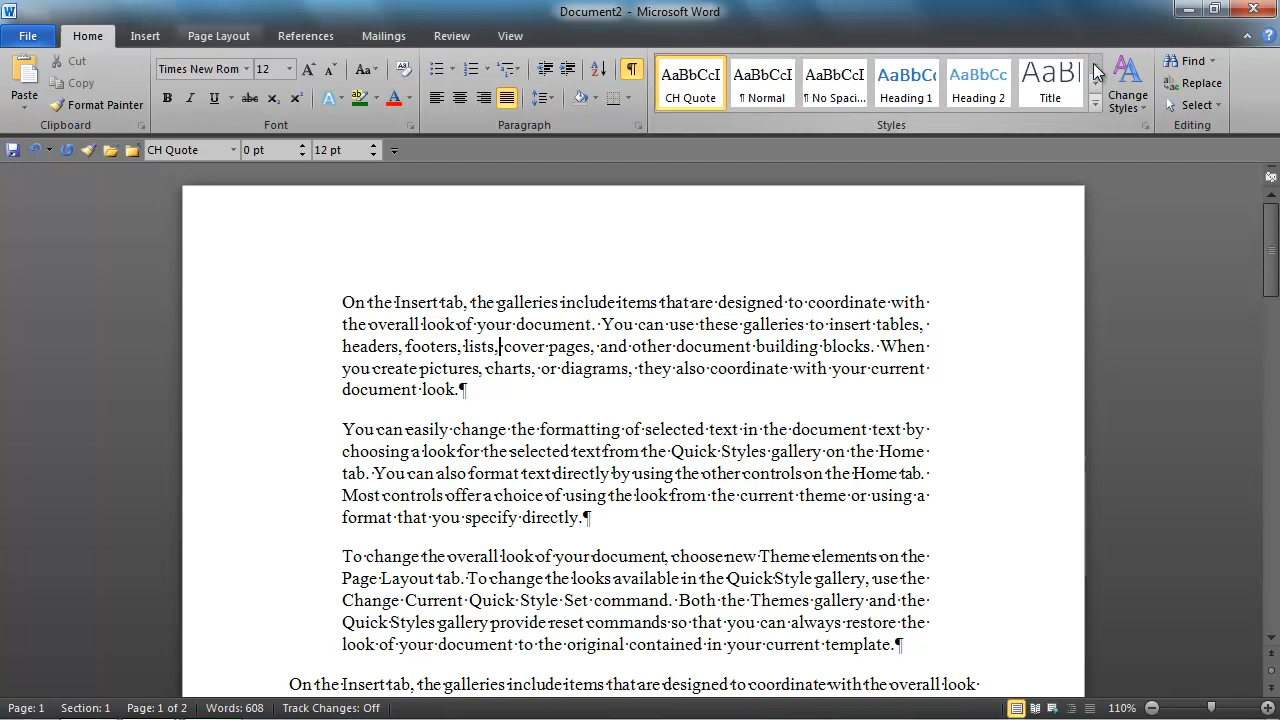 Document2 - Microsoft Word
File Home Insert Page Layout References Mailings Review View
Paste
Cut
Copy
Format Painter
Clipboard
Times New Rom 12
Font
Paragraph
AaBbCcI AaBbCcI AaBbCcI AaBbCc AaBbCc AaBI
CH Quote ¶ Normal ¶ No Spaci... Heading 1 Heading 2 Title
Change
Styles
Styles
Find
Replace
Select
Editing
CH Quote 0 pt 12 pt
On the Insert tab, the galleries include items that are designed to coordinate with
the overall look of your document. You can use these galleries to insert tables,
headers, footers, lists, cover pages, and other document building blocks. When
you create pictures, charts, or diagrams, they also coordinate with your current
document look.¶
You can easily change the formatting of selected text in the document text by
choosing a look for the selected text from the Quick Styles gallery on the Home
tab. You can also format text directly by using the other controls on the Home tab.
Most controls offer a choice of using the look from the current theme or using a
format that you specify directly.¶
To change the overall look of your document, choose new Theme elements on the
Page Layout tab. To change the looks available in the Quick Style gallery, use the
Change Current Quick Style Set command. Both the Themes gallery and the
Quick Styles gallery provide reset commands so that you can always restore the
look of your document to the original contained in your current template.¶
On the Insert tab, the galleries include items that are designed to coordinate with the overall look
Page: 1 Section: 1 Page: 1 of 2 Words: 608 Track Changes: Off 110%